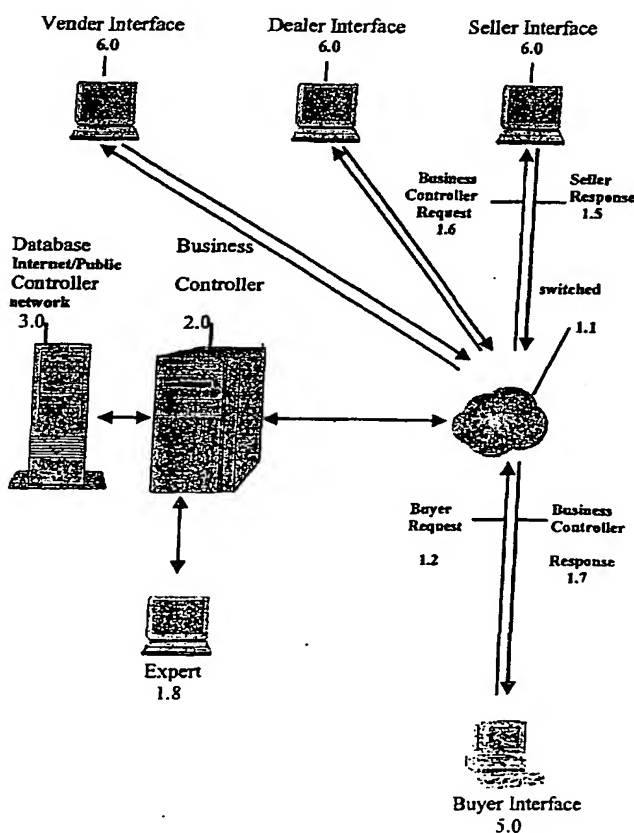 Vender Interface
6.0
Dealer Interface
6.0
Seller Interface
6.0
Business
Controller
Request
1.6
Seller
Response
1.5
Database
Internet/Public
Controller
network
3.0
Business
Controller
2.0
switched
1.1
Buyer
Request
1.2
Business
Controller
Response
1.7
Expert
1.8
Buyer Interface
5.0